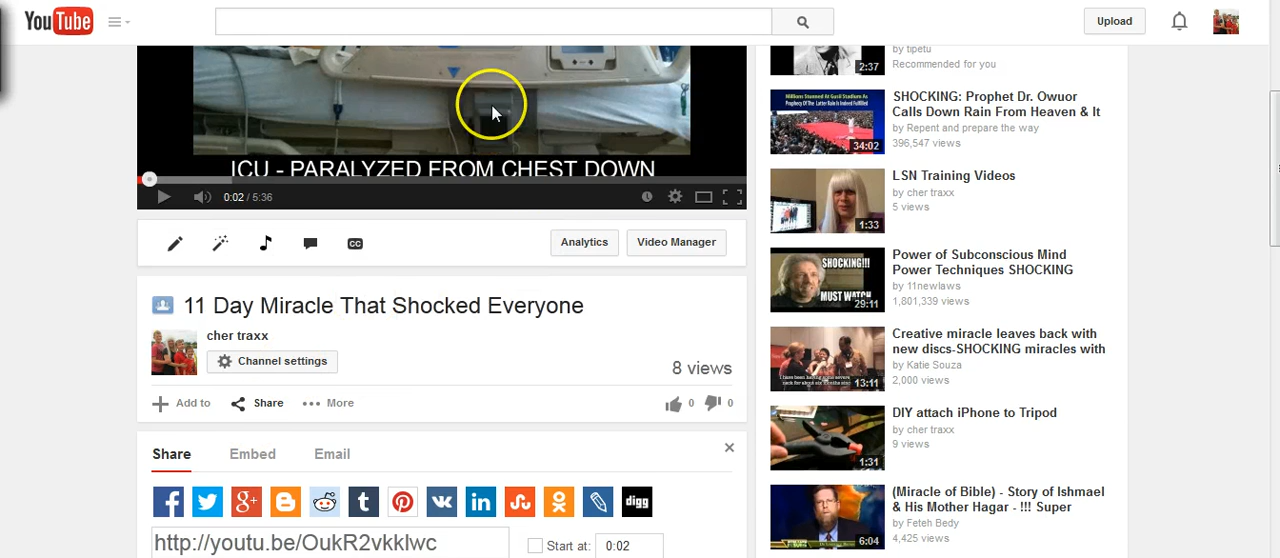 YouTube
Upload
ICU - PARALYZED FROM CHEST DOWN
0:02 / 5:36
CC
Analytics
Video Manager
11 Day Miracle That Shocked Everyone
cher traxx
Channel settings
8 views
Add to
Share
More
0
0
Share
Embed
Email
digg
http://youtu.be/OukR2vkklwc
Start at:
0:02
2:37
by tipetu
Recommended for you
34:02
SHOCKING: Prophet Dr. Owuor
Calls Down Rain From Heaven & It
by Repent and prepare the way
396,547 views
1:33
LSN Training Videos
by cher traxx
5 views
SHOCKING!!!
MUST WATCH
29:11
Power of Subconscious Mind
Power Techniques SHOCKING
by 11newlaws
1,801,339 views
13:11
Creative miracle leaves back with
new discs-SHOCKING miracles with
by Katie Souza
2,000 views
1:31
DIY attach iPhone to Tripod
by cher traxx
9 views
6:04
(Miracle of Bible) - Story of Ishmael
& His Mother Hagar - !!! Super
by Feteh Bedy
4,425 views